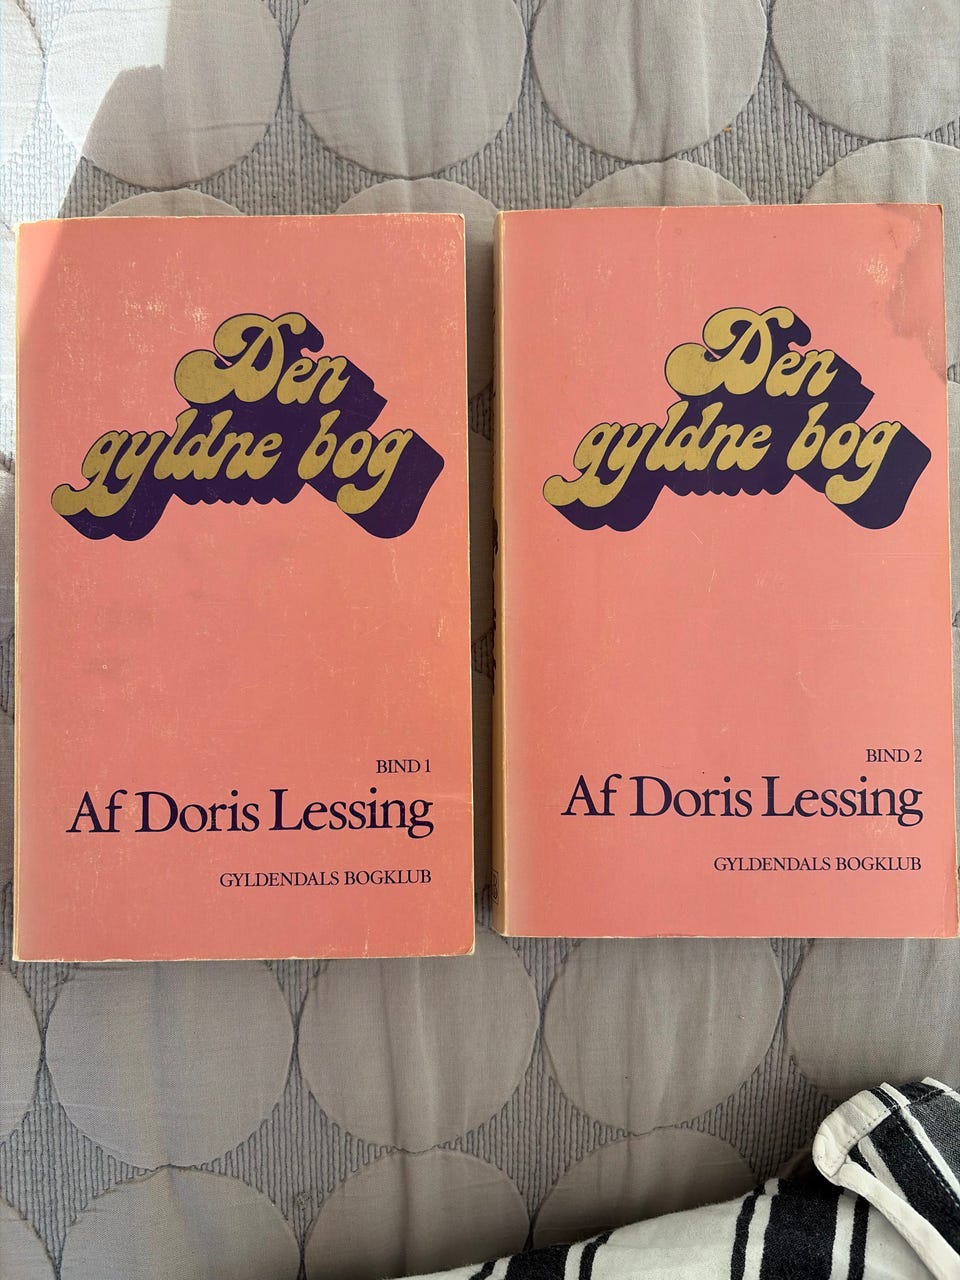 Den
gyldne bog
BIND 1
Af Doris Lessing
GYLDENDALS BOGKLUB
Den
gyldne bog
BIND 2
Af Doris Lessing
GYLDENDALS BOGKLUB